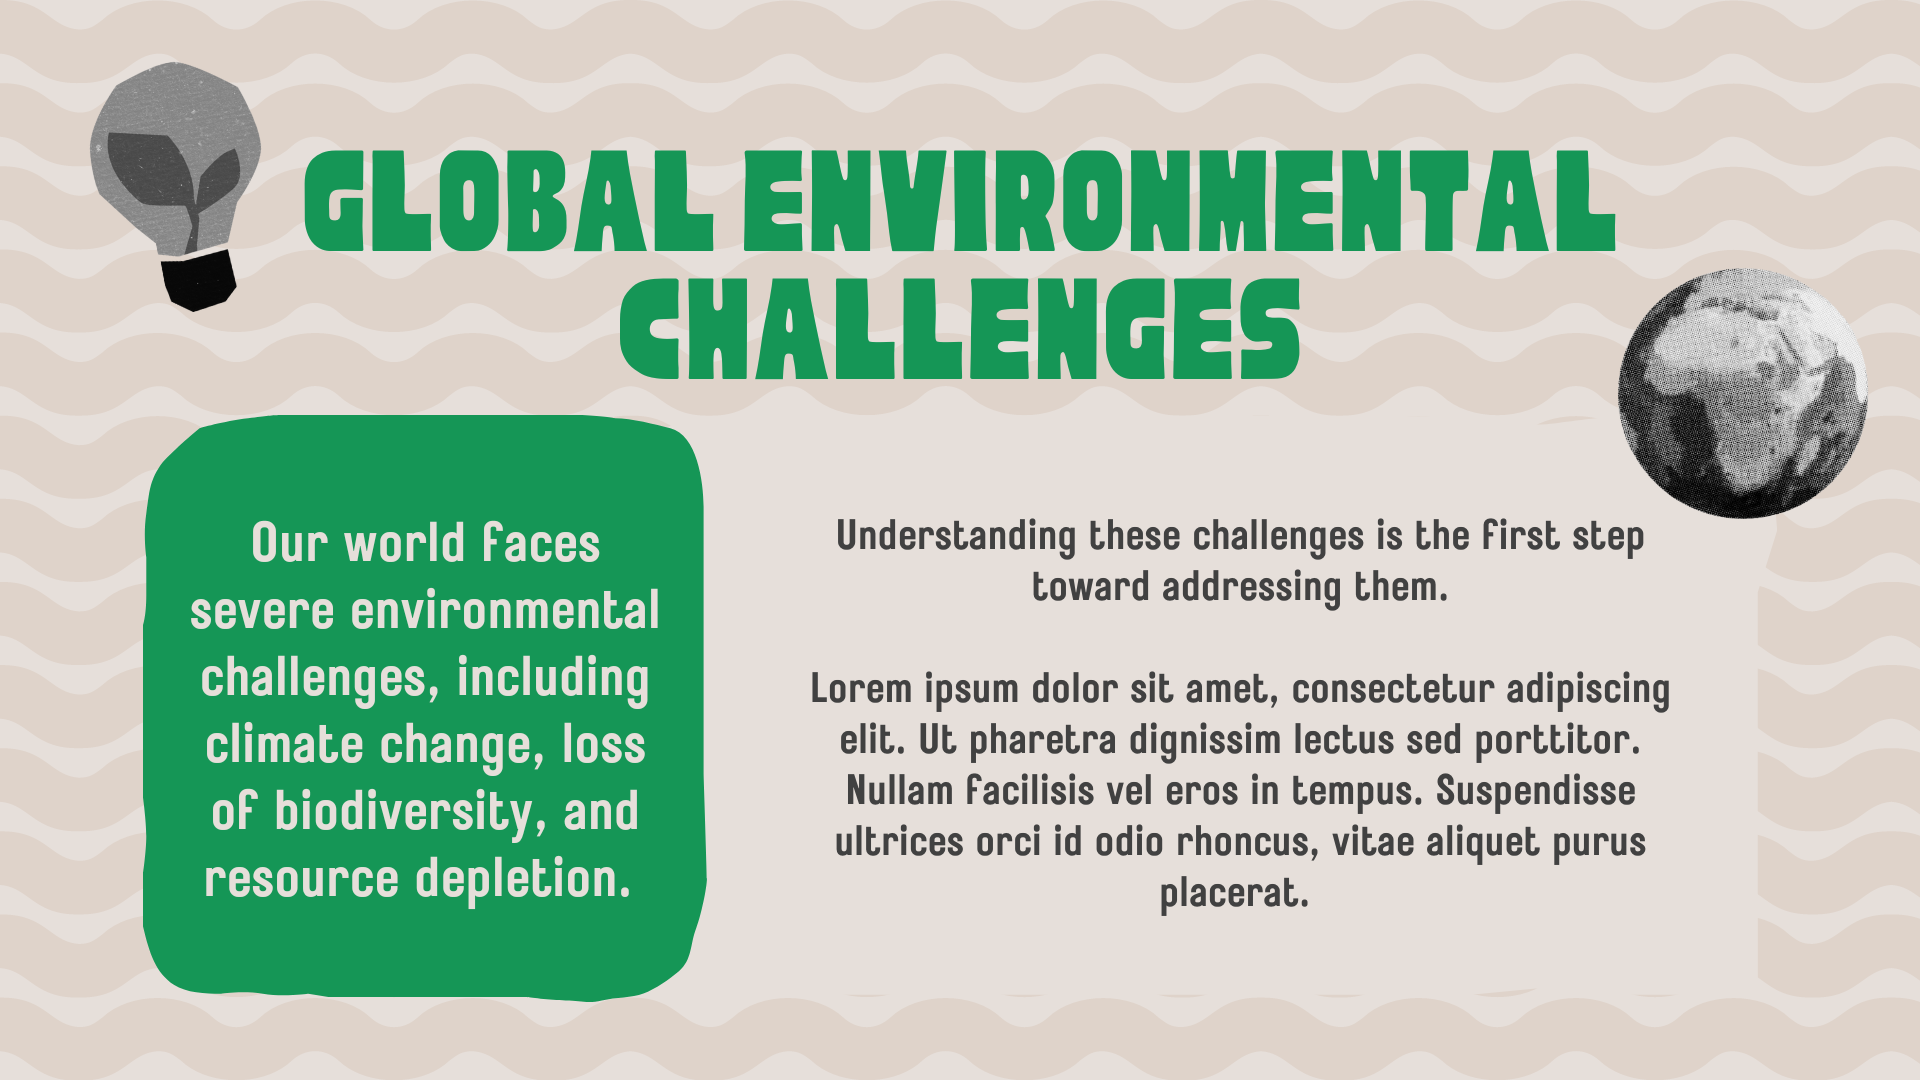 GLOBAL ENVIRONMENTAL
CHALLENGES
Our world faces
severe environmental
challenges, including
climate change, loss
of biodiversity, and
resource depletion.
Understanding these challenges is the first step
toward addressing them.
Lorem ipsum dolor sit amet, consectetur adipiscing
elit. Ut pharetra dignissim lectus sed porttitor.
Nullam facilisis vel eros in tempus. Suspendisse
ultrices orci id odio rhoncus, vitae aliquet purus
placerat.